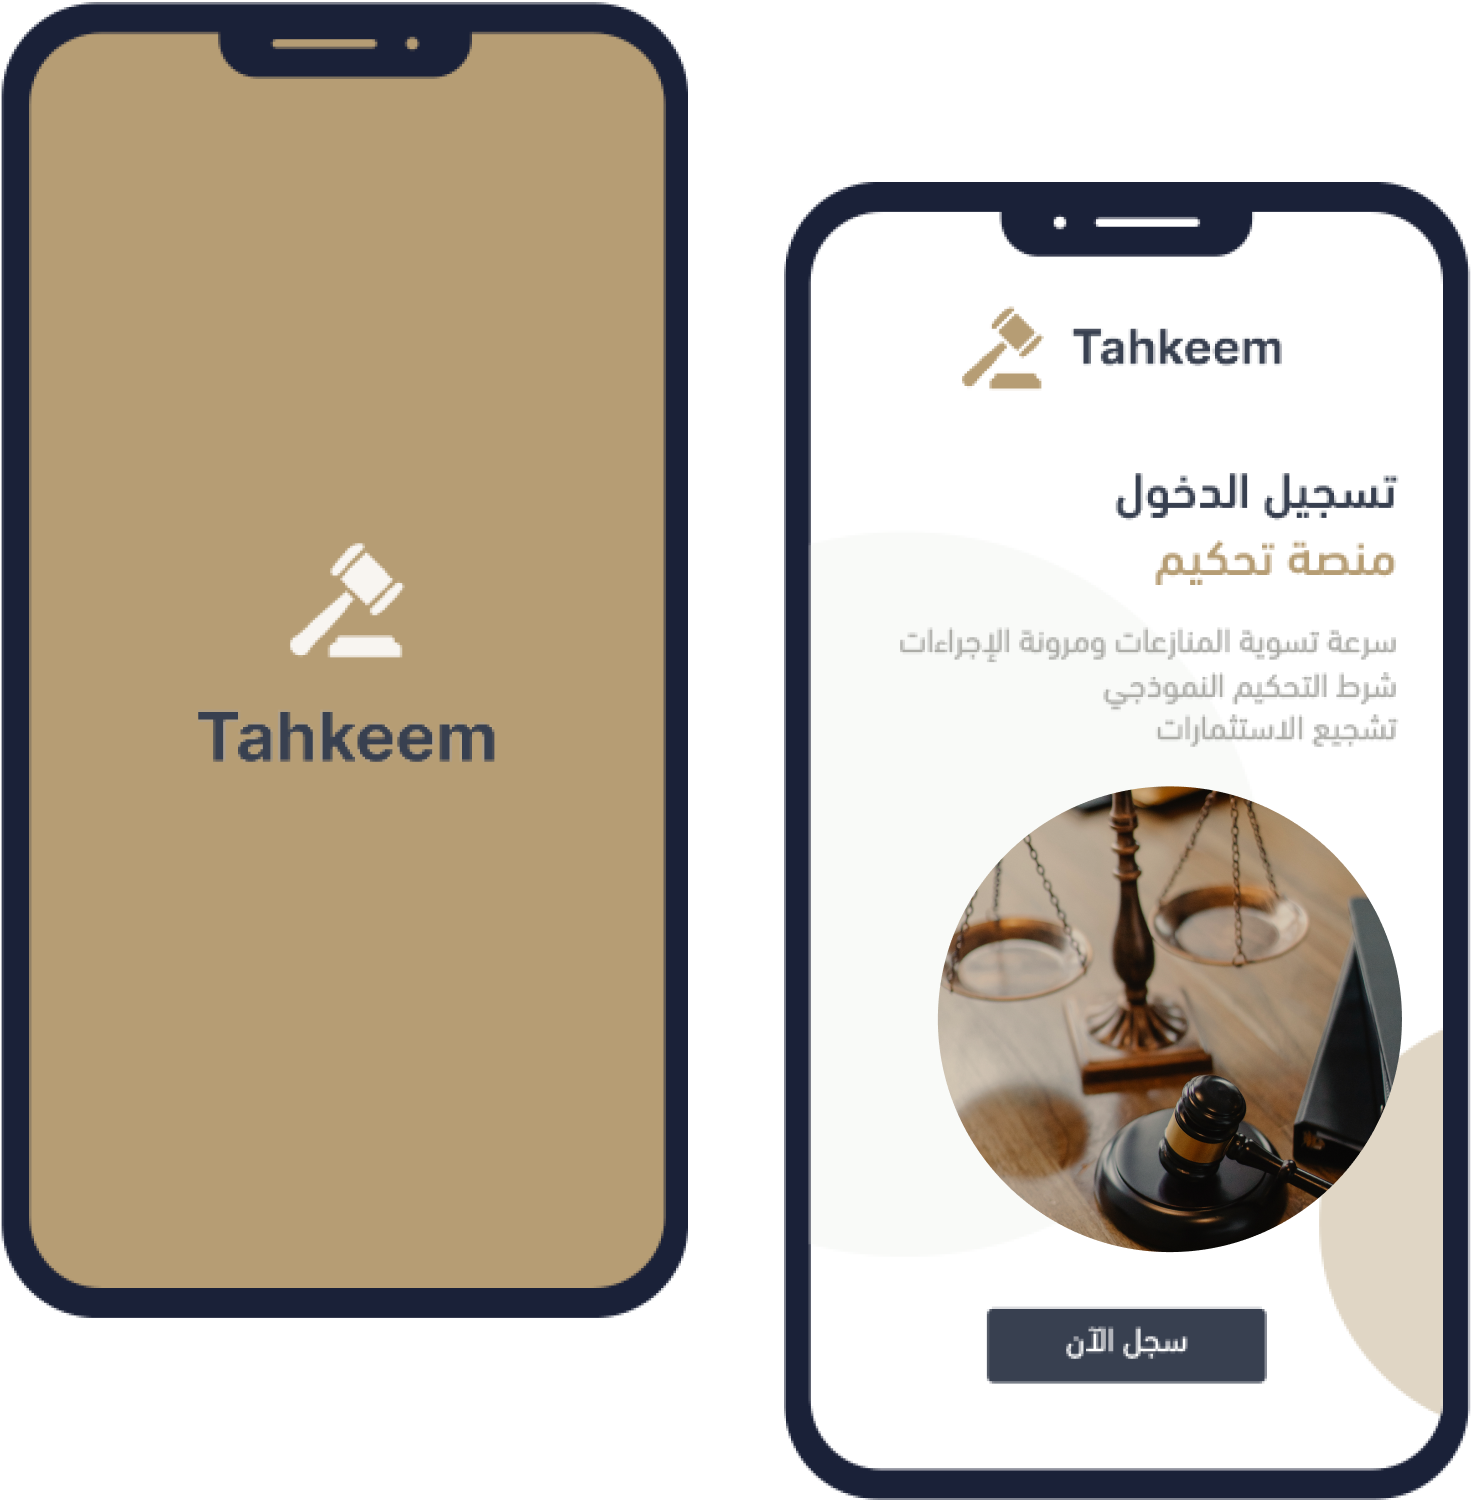 Tahkeem
Tahkeem
تسجيل الدخول
منصة تحكيم
سرعة تسوية المنازعات ومرونة الإجراءات
شرط التحكيم النموذجي
تشجيع الاستثمارات
سجل الآن